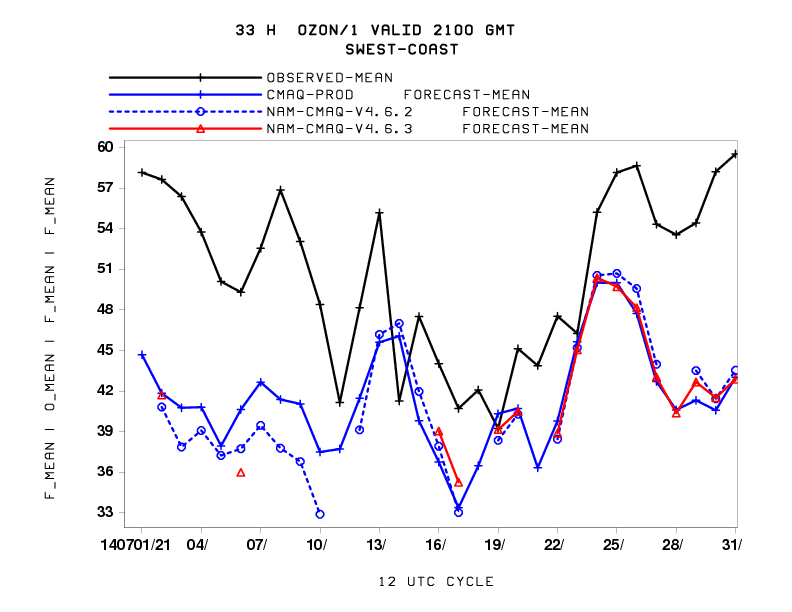 33 H  OZON/1 VALID 2100 GMT
SWEST-COAST
OBSERVED-MEAN
CMAQ-PROD     FORECAST-MEAN
NAM-CMAQ-V4.6.2     FORECAST-MEAN
NAM-CMAQ-V4.6.3     FORECAST-MEAN
60
57
54
51
48
45
42
39
36
33
F_MEAN | O_MEAN | F_MEAN | F_MEAN
140701/21 04/ 07/ 10/ 13/ 16/ 19/ 22/ 25/ 28/ 31/
12 UTC CYCLE